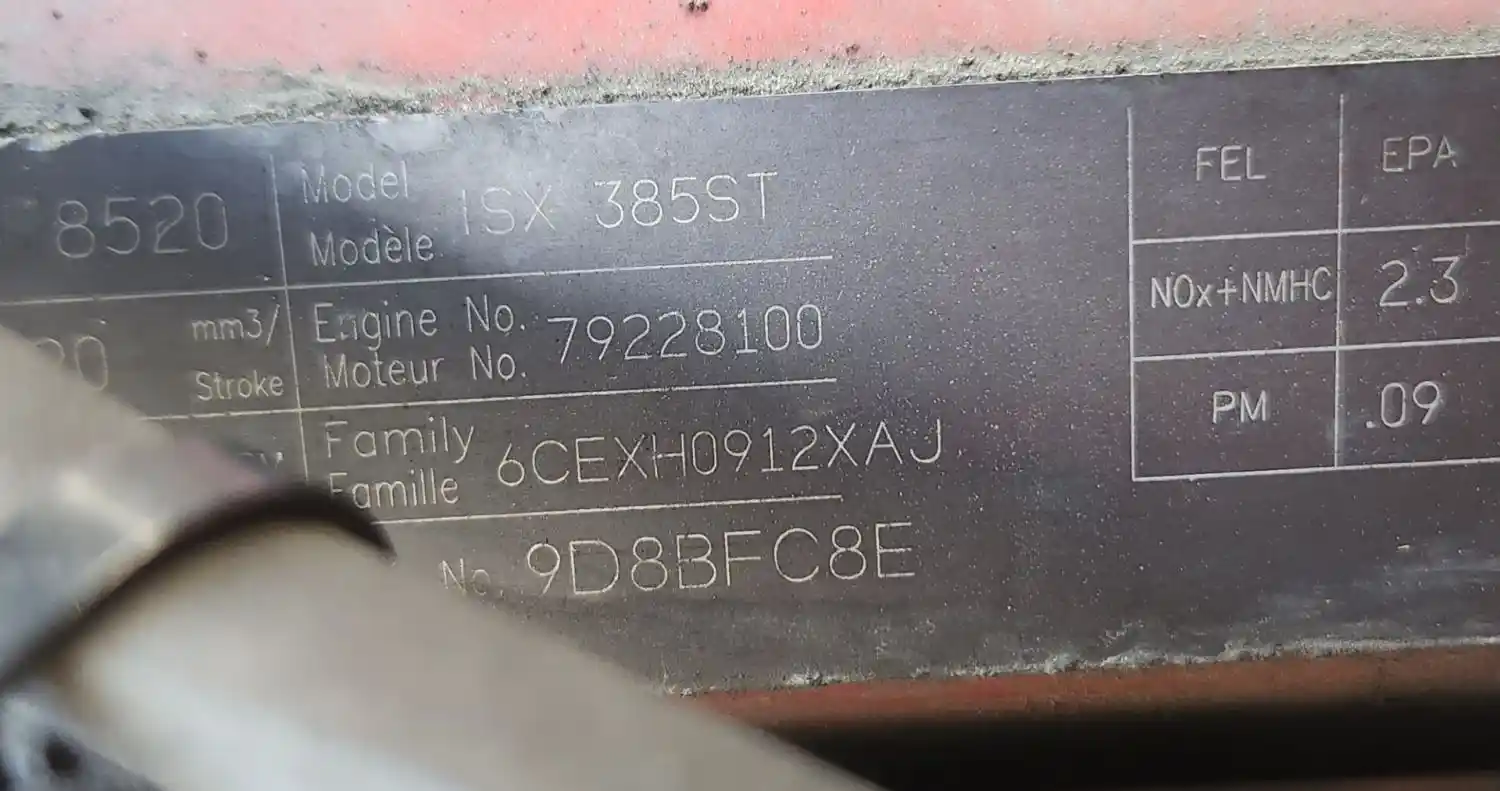 8520 Model Modèle ISX 385ST
mm3/ Stroke Engine No. Moteur No. 79228100
Family Famille 6CEXH0912XAJ
No. 9D8BFC8E
FEL EPA
NOx+NMHC 2.3
PM .09